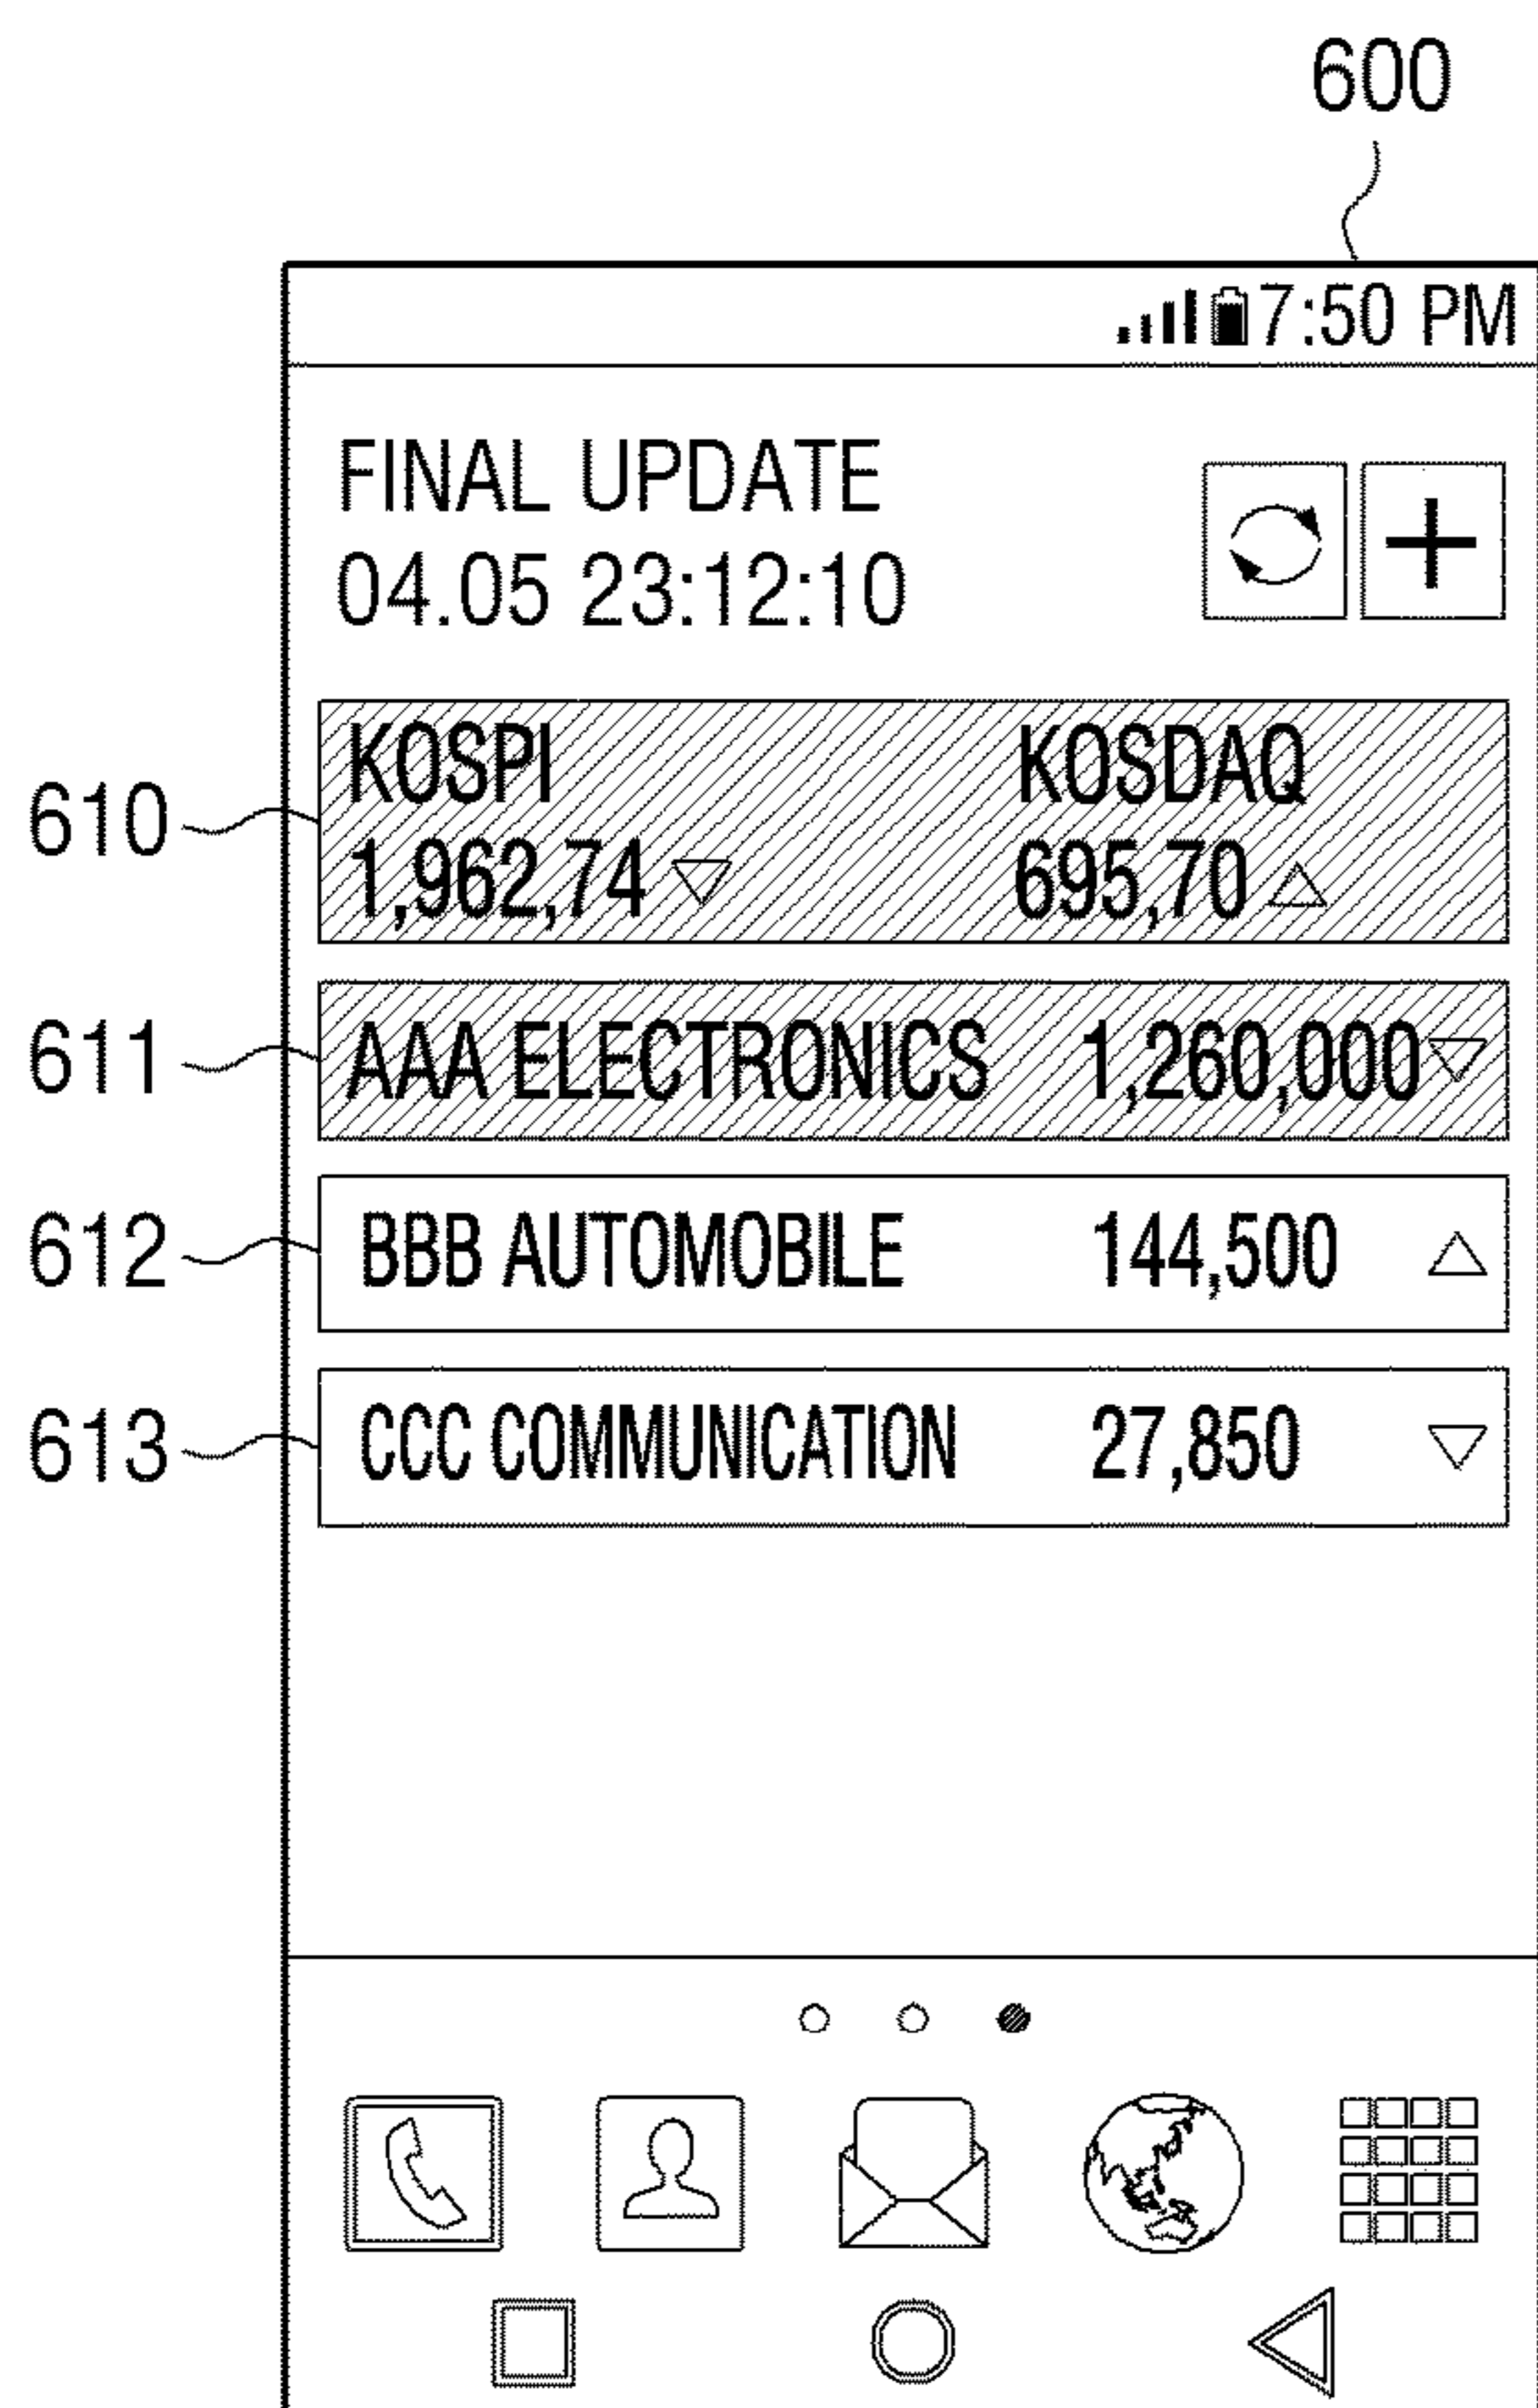 600
7:50 PM
FINAL UPDATE
04.05 23:12:10
610
KOSPI KOSDAQ
1,962,74 695,70
611 AAA ELECTRONICS 1,260,000
612 BBB AUTOMOBILE 144,500
613 CCC COMMUNICATION 27,850